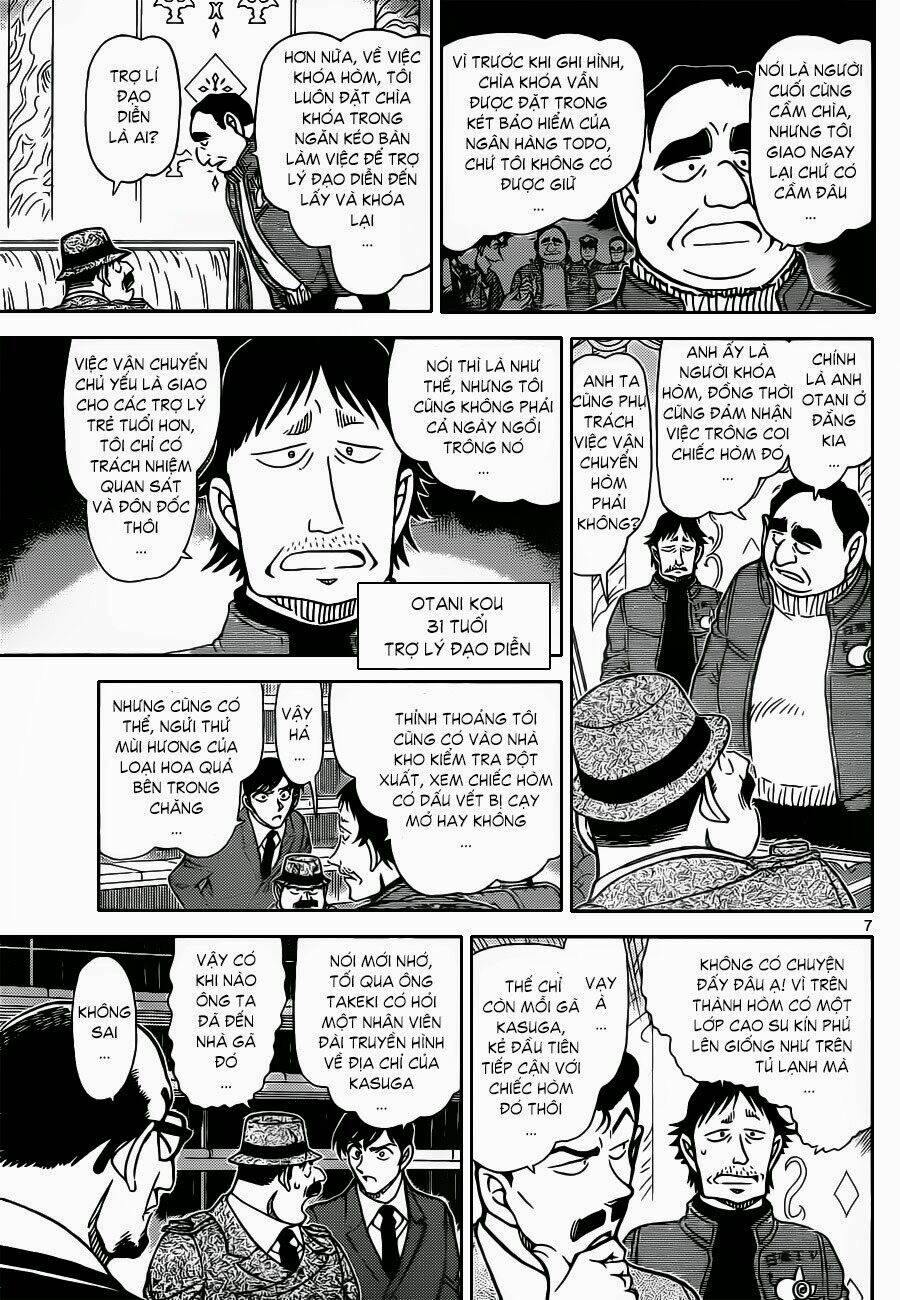 NÓI LÀ NGƯỜI
CUỐI CÙNG
CẦM CHÌA,
NHƯNG TÔI
GIAO NGAY
LẠI CHỨ CÓ
CẦM ĐÂU
...
VÌ TRƯỚC KHI GHI HÌNH,
CHÌA KHÓA VẪN
ĐƯỢC ĐẶT TRONG
KÉT BẢO HIỂM CỦA
NGÂN HÀNG TODO,
CHỨ TÔI KHÔNG CÓ
ĐƯỢC GIỮ
...
HƠN NỮA, VỀ VIỆC
KHÓA HÒM, TÔI
LUÔN ĐẶT CHÌA
KHÓA TRONG
NGĂN KÉO BÀN
LÀM VIỆC ĐỂ TRỢ
LÝ ĐẠO DIỄN ĐẾN
LẤY VÀ KHÓA
LẠI
...
TRỢ LÍ
ĐẠO
DIỄN
LÀ AI?
CHÍNH
LÀ ANH
OTANI Ở
ĐẰNG
KIA
...
ANH ẤY LÀ
NGƯỜI KHÓA
HÒM, ĐỒNG THỜI
CŨNG ĐẢM NHẬN
VIỆC TRÔNG COI
CHIẾC HÒM ĐÓ
...
ANH TA
CŨNG PHỤ
TRÁCH
VIỆC VẬN
CHUYỂN
HÒM
PHẢI
KHÔNG?
NÓI THÌ LÀ NHƯ
THẾ, NHƯNG TÔI
CŨNG KHÔNG PHẢI
CẢ NGÀY NGỒI
TRÔNG NÓ
...
VIỆC VẬN CHUYỂN
CHỦ YẾU LÀ GIAO
CHO CÁC TRỢ LÝ
TRẺ TUỔI HƠN,
TÔI CHỈ CÓ
TRÁCH NHIỆM
QUAN SÁT
VÀ ĐÔN ĐỐC
THÔI
...
OTANI KOU
31 TUỔI
TRỢ LÝ ĐẠO DIỄN
THỈNH THOẢNG TÔI
CŨNG CÓ VÀO NHÀ
KHO KIỂM TRA ĐỘT
XUẤT, XEM CHIẾC HÒM
CÓ DẤU VẾT BỊ CẠY
MỞ HAY KHÔNG
...
VẬY
HẢ
...
NHƯNG CŨNG CÓ
THỂ, NGỬI THỬ
MÙI HƯƠNG CỦA
LOẠI HOA QUẢ
BÊN TRONG
CHĂNG
...
7
KHÔNG CÓ CHUYỆN
ĐẤY ĐÂU Ạ! VÌ TRÊN
THÀNH HÒM CÓ MỘT
LỚP CAO SU KÍN PHỦ
LÊN GIỐNG NHƯ TRÊN
TỦ LẠNH MÀ
...
VẬY
À
...
THẾ CHỈ
CÒN MỖI GÃ
KASUGA,
KẺ ĐẦU TIÊN
TIẾP CẬN VỚI
CHIẾC HÒM
ĐÓ THÔI
...
NÓI MỚI NHỚ,
TỐI QUA ÔNG
TAKEKI CÓ HỎI
MỘT NHÂN VIÊN
ĐÀI TRUYỀN HÌNH
VỀ ĐỊA CHỈ CỦA
KASUGA
...
VẬY CÓ
KHI NÀO
ÔNG TA
ĐÃ ĐẾN
NHÀ GÃ
ĐÓ
...
KHÔNG
SAI
...